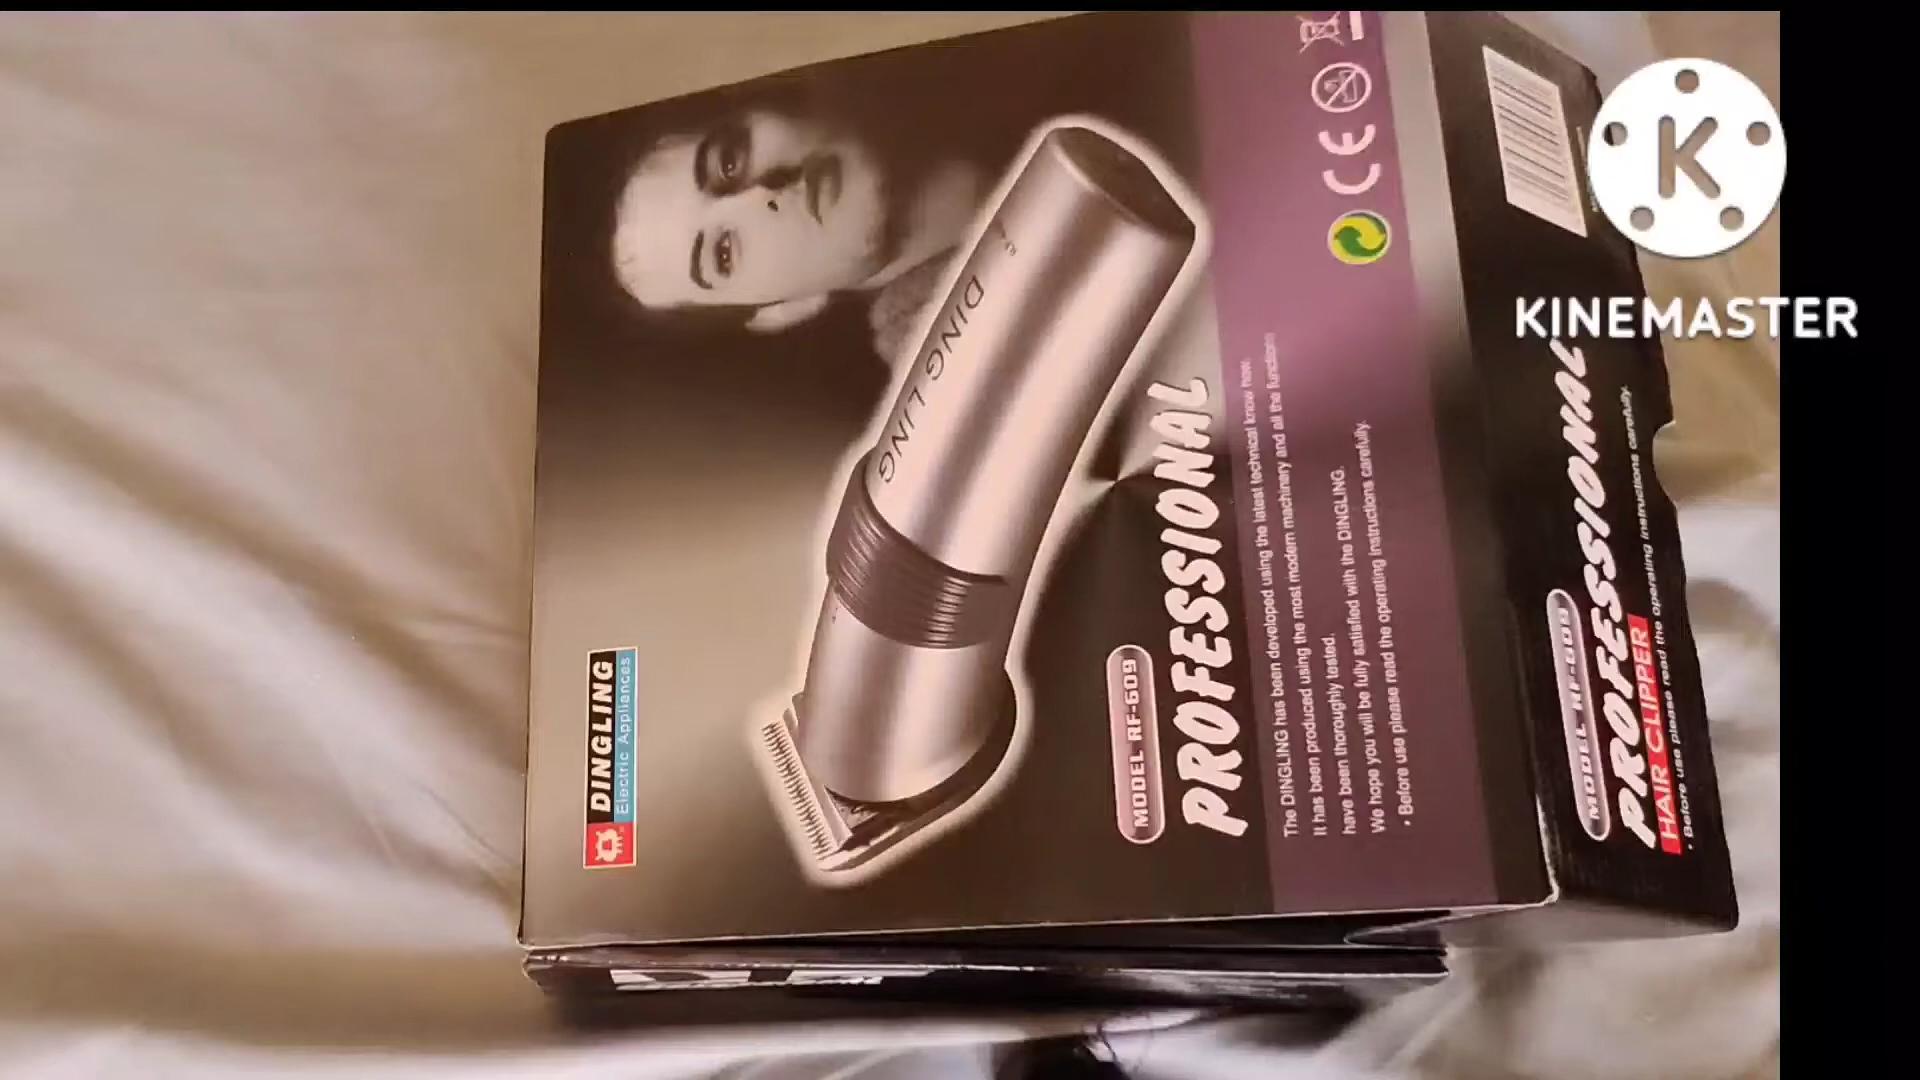 DINGLING
Electric Appliances
DING LING
MODEL RF-609
PROFESSIONAL
The DINGLING has been developed using the latest technical know how.
It has been produced using the most modern machinery and all the functions
have been thoroughly tested.
We hope you will be fully satisfied with the DINGLING.
• Before use please read the operating instructions carefully.
CE
MODEL RF-609
PROFESSIONAL
HAIR CLIPPER
• Before use please read the operating instructions carefully.
K
KINEMASTER